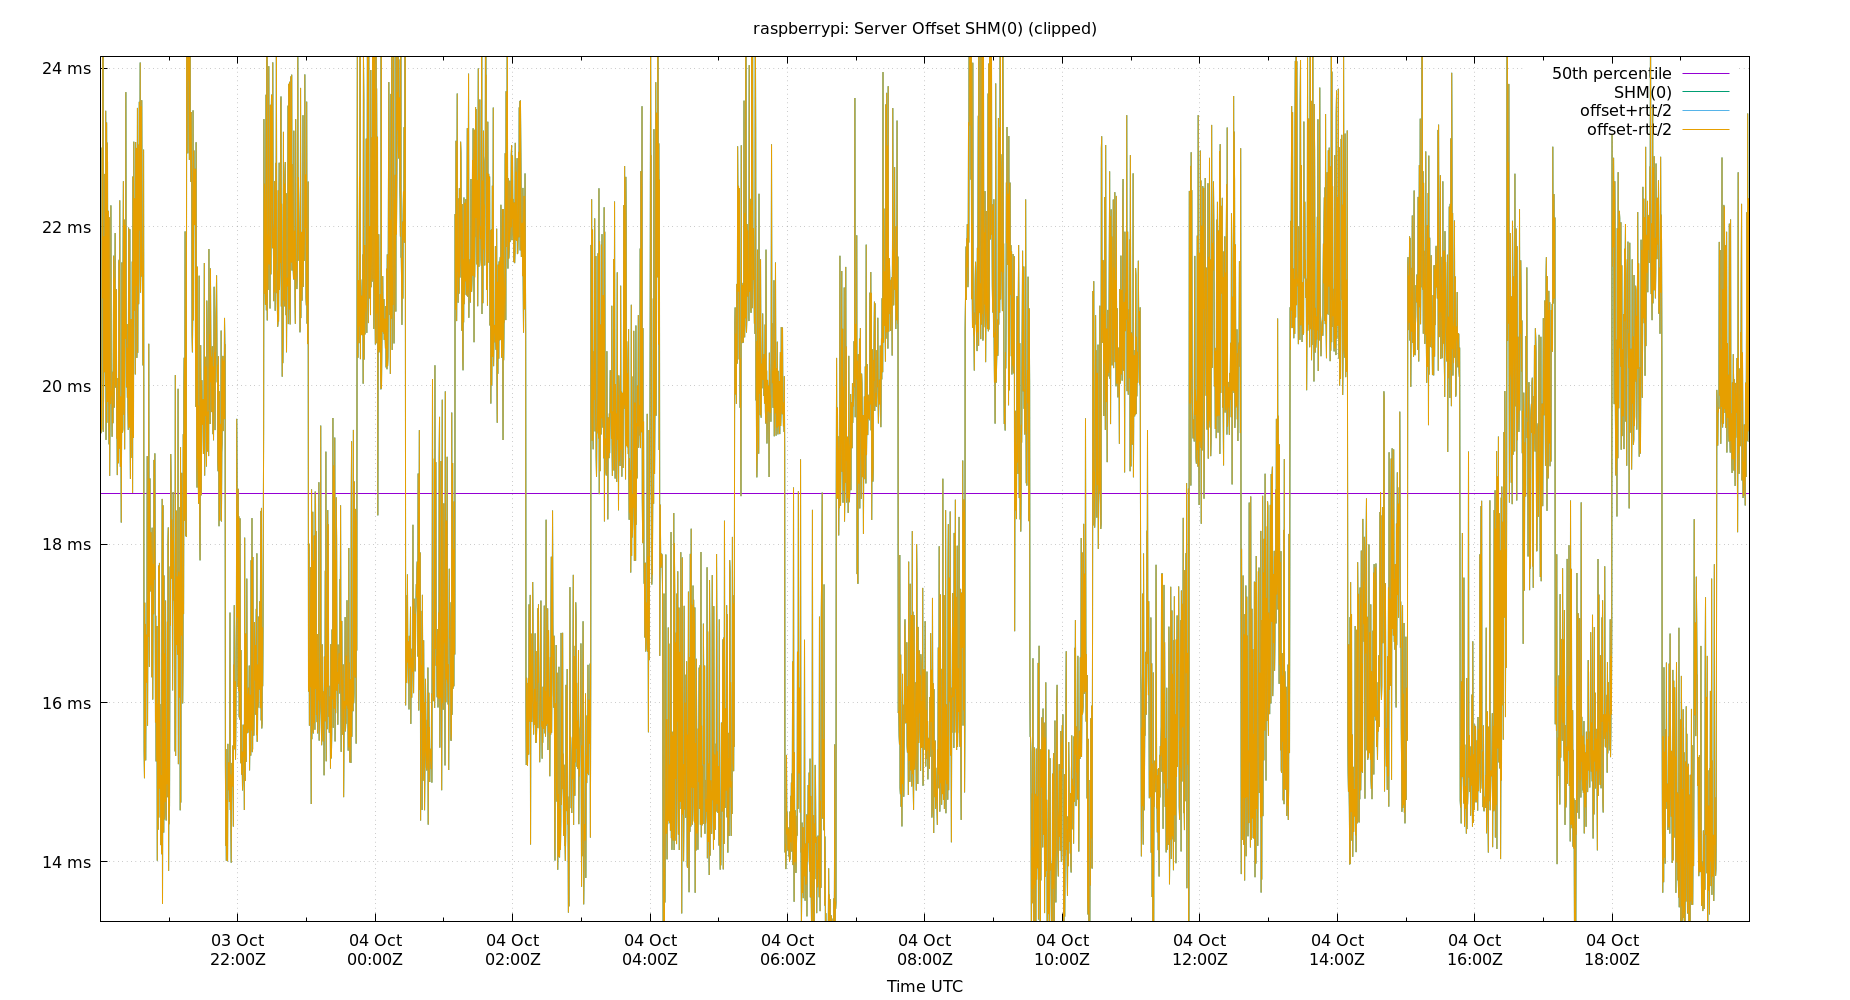 raspberrypi: Server Offset SHM(0) (clipped)
24 ms
22 ms
20 ms
18 ms
16 ms
14 ms
50th percentile
SHM(0)
offset+rtt/2
offset-rtt/2
03 Oct 04 Oct 04 Oct 04 Oct 04 Oct 04 Oct 04 Oct 04 Oct 04 Oct 04 Oct 04 Oct
22:00Z 00:00Z 02:00Z 04:00Z 06:00Z 08:00Z 10:00Z 12:00Z 14:00Z 16:00Z 18:00Z
Time UTC